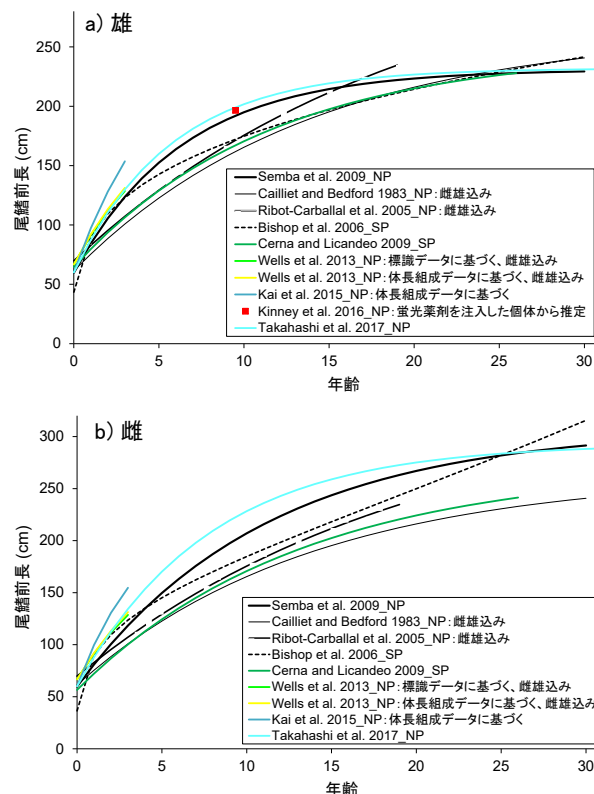 a) 雄
250
200
150
100
50
0
尾鰭前長 (cm)
Semba et al. 2009_NP
Cailliet and Bedford 1983_NP：雌雄込み
Ribot-Carballal et al. 2005_NP：雌雄込み
Bishop et al. 2006_SP
Cerna and Licandeo 2009_SP
Wells et al. 2013_NP：標識データに基づく、雌雄込み
Wells et al. 2013_NP：体長組成データに基づく、雌雄込み
Kai et al. 2015_NP：体長組成データに基づく
Kinney et al. 2016_NP：蛍光薬剤を注入した個体から推定
Takahashi et al. 2017_NP
0 5 10 15 20 25 30
年齢
b) 雌
300
250
200
150
100
50
0
尾鰭前長 (cm)
Semba et al. 2009_NP
Cailliet and Bedford 1983_NP：雌雄込み
Ribot-Carballal et al. 2005_NP：雌雄込み
Bishop et al. 2006_SP
Cerna and Licandeo 2009_SP
Wells et al. 2013_NP：標識データに基づく、雌雄込み
Wells et al. 2013_NP：体長組成データに基づく、雌雄込み
Kai et al. 2015_NP：体長組成データに基づく
Takahashi et al. 2017_NP
0 5 10 15 20 25 30
年齢